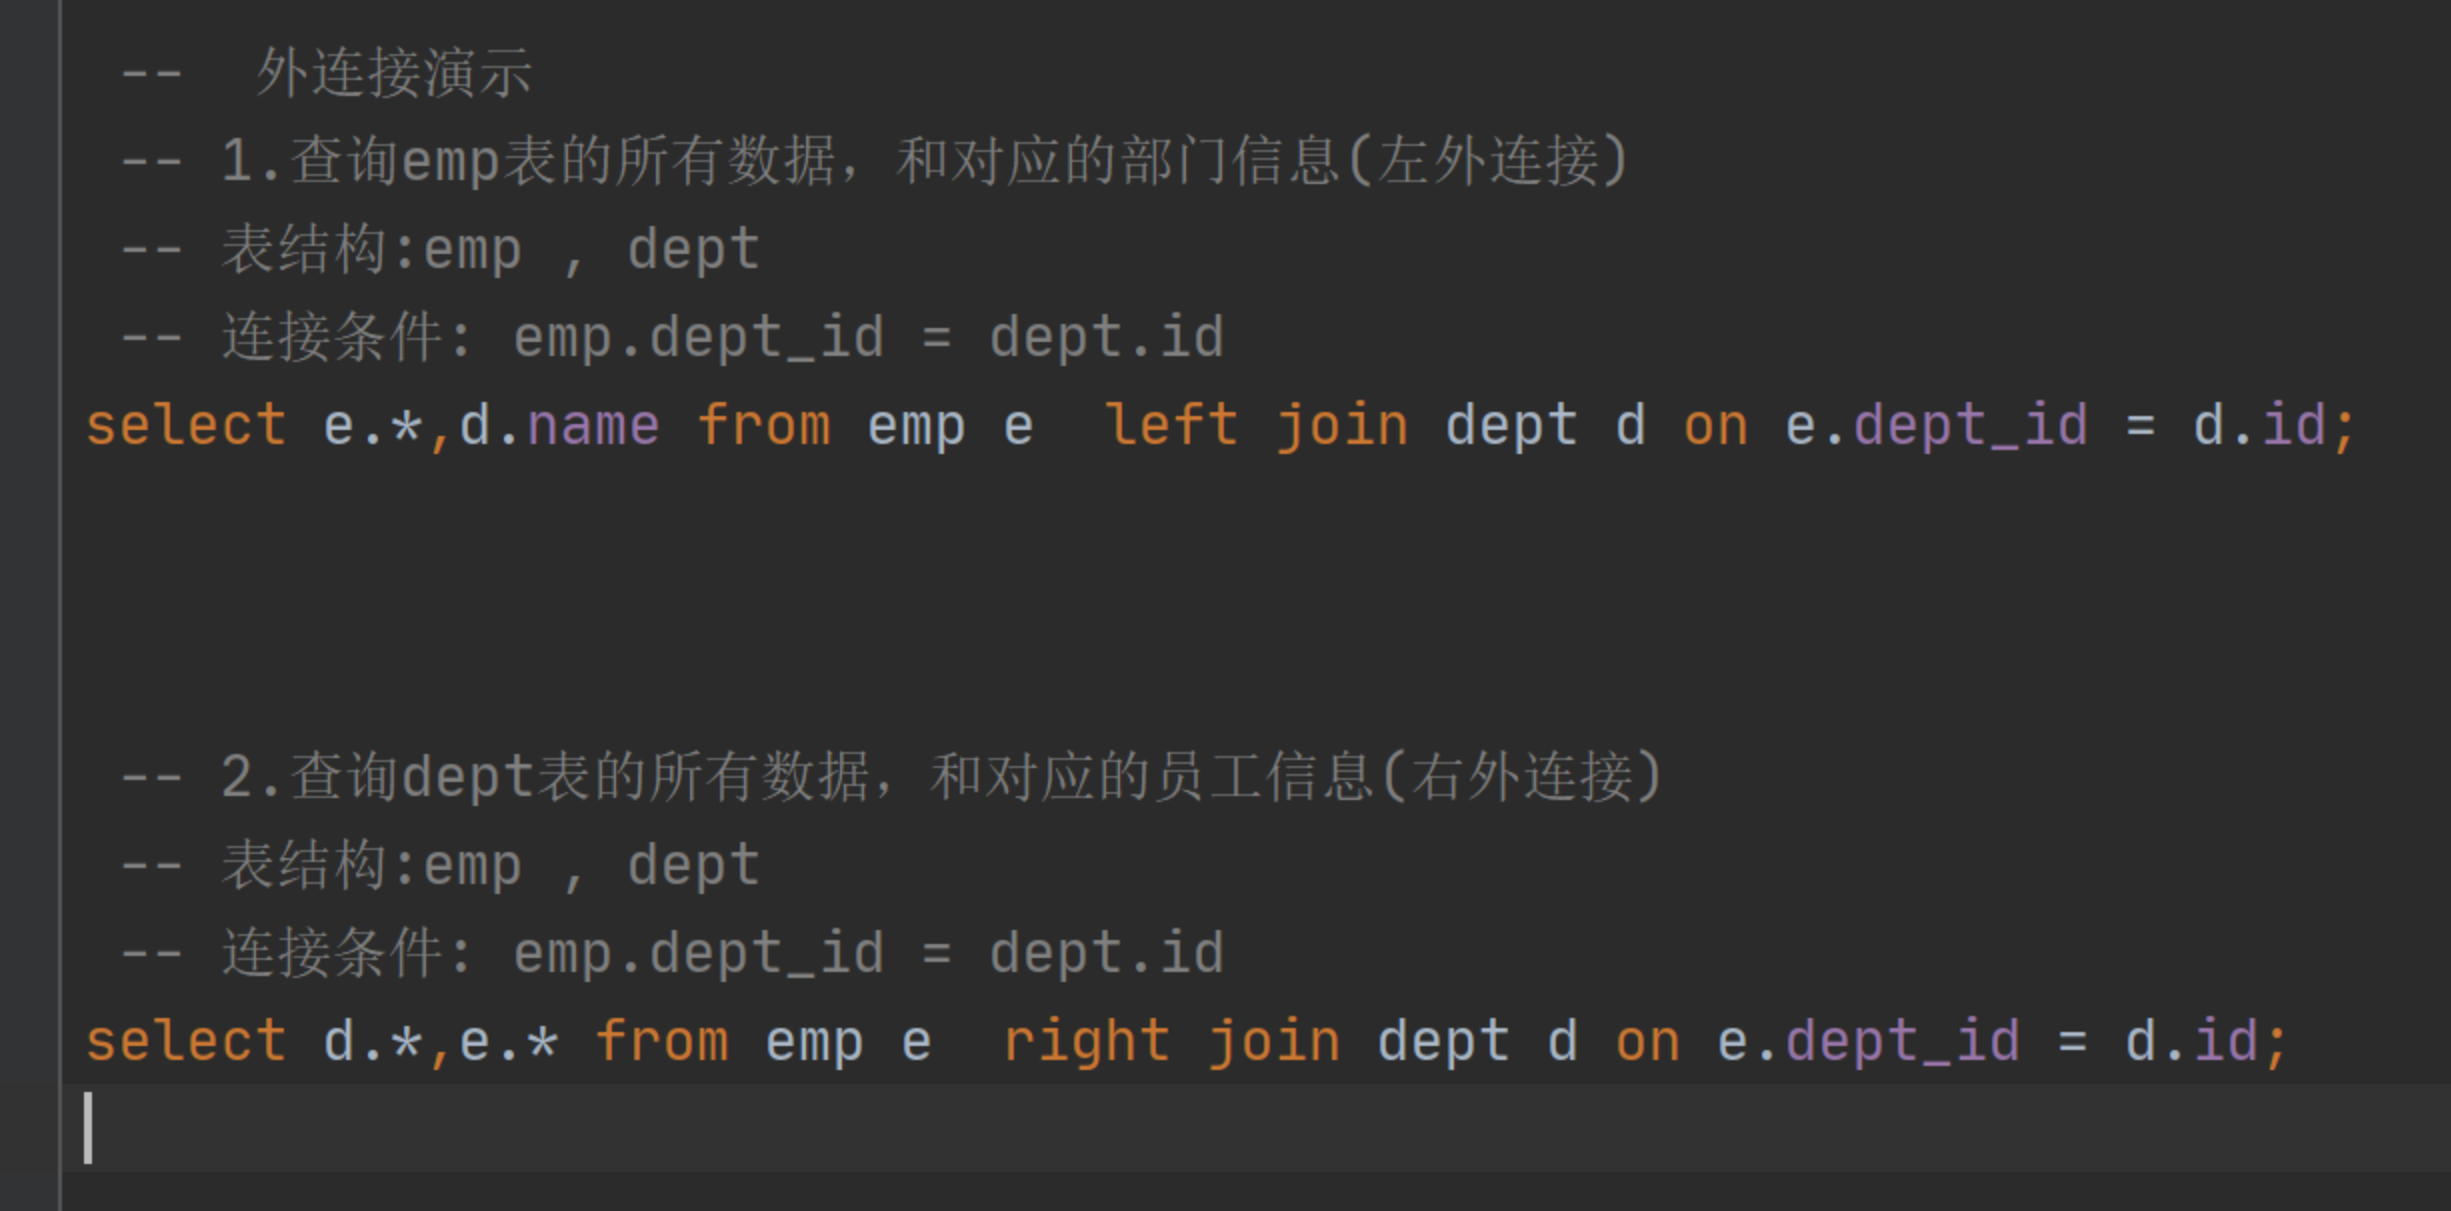 --  外连接演示
-- 1.查询emp表的所有数据，和对应的部门信息(左外连接)
-- 表结构:emp , dept
-- 连接条件: emp.dept_id = dept.id
select e.*,d.name from emp e  left join dept d on e.dept_id = d.id;
-- 2.查询dept表的所有数据，和对应的员工信息(右外连接)
-- 表结构:emp , dept
-- 连接条件: emp.dept_id = dept.id
select d.*,e.* from emp e  right join dept d on e.dept_id = d.id;